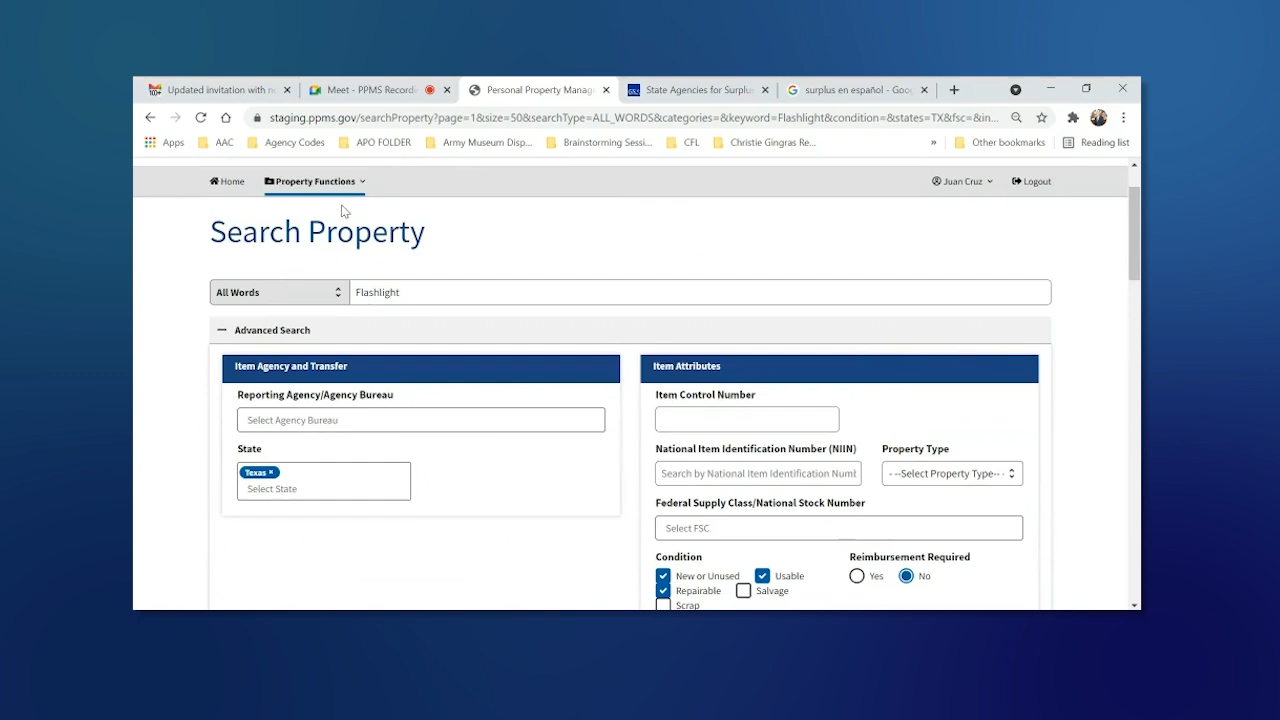 Updated invitation with n
Meet - PPMS Recorde
Personal Property Manag
State Agencies for Surplus
surplus en español - Goog
staging.ppms.gov/searchProperty?page=1&size=50&searchType=ALL_WORDS&categories=&keyword=Flashlight&condition=&states=TX&fsc=&in...
Apps
AAC
Agency Codes
APO FOLDER
Army Museum Disp...
Brainstorming Sessi...
CFL
Christie Gingras Re...
»
Other bookmarks
Reading list
Home
Property Functions
Juan Cruz
Logout
Search Property
All Words
Flashlight
Advanced Search
Item Agency and Transfer
Reporting Agency/Agency Bureau
Select Agency Bureau
State
Texas ×
Select State
Item Attributes
Item Control Number
National Item Identification Number (NIIN)
Search by National Item Identification Numb
Property Type
- --Select Property Type-- -
Federal Supply Class/National Stock Number
Select FSC
Condition
New or Unused
Usable
Repairable
Salvage
Scrap
Reimbursement Required
Yes
No